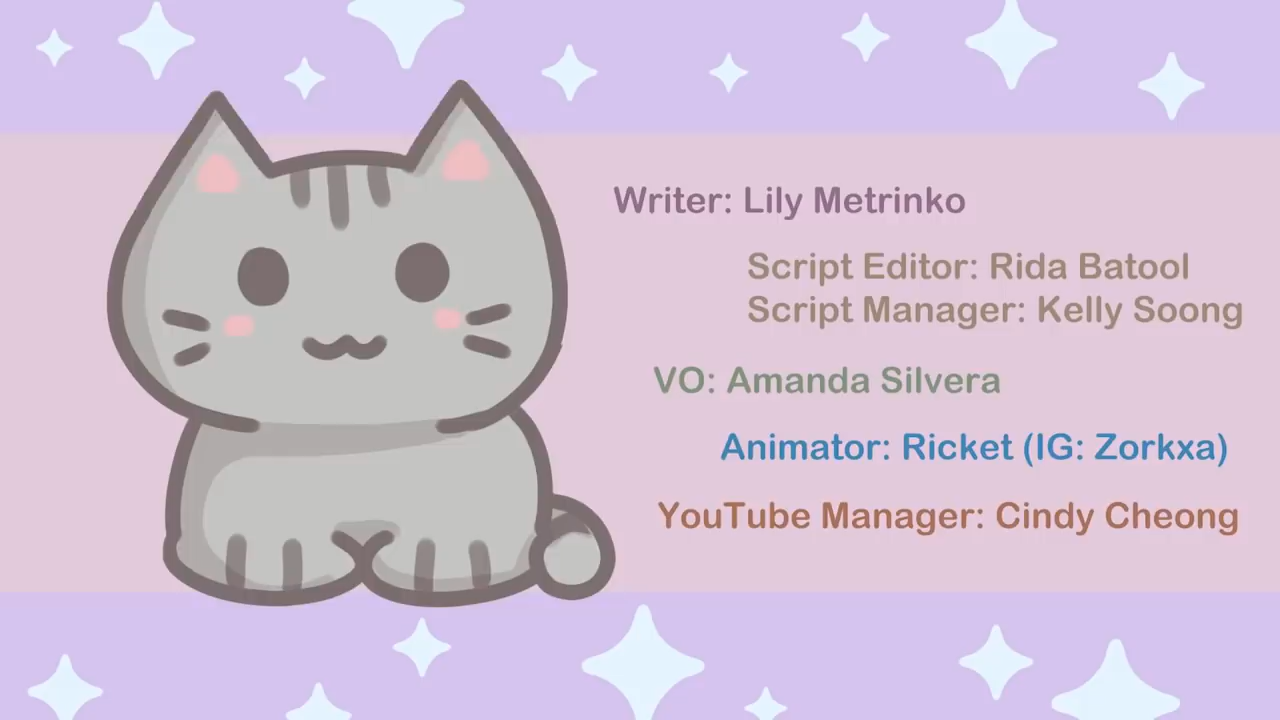 Writer: Lily Metrinko
Script Editor: Rida Batool
Script Manager: Kelly Soong
VO: Amanda Silvera
Animator: Ricket (IG: Zorkxa)
YouTube Manager: Cindy Cheong